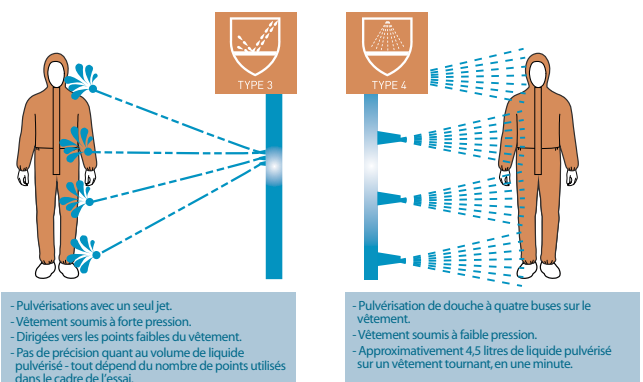 TYPE 3
TYPE 4
- Pulvérisations avec un seul jet.
- Vêtement soumis à forte pression.
- Dirigées vers les points faibles du vêtement.
- Pas de précision quant au volume de liquide
pulvérisé - tout dépend du nombre de points utilisés
dans le cadre de l'essai.
- Pulvérisation de douche à quatre buses sur le
vêtement.
- Vêtement soumis à faible pression.
- Approximativement 4,5 litres de liquide pulvérisé
sur un vêtement tournant, en une minute.